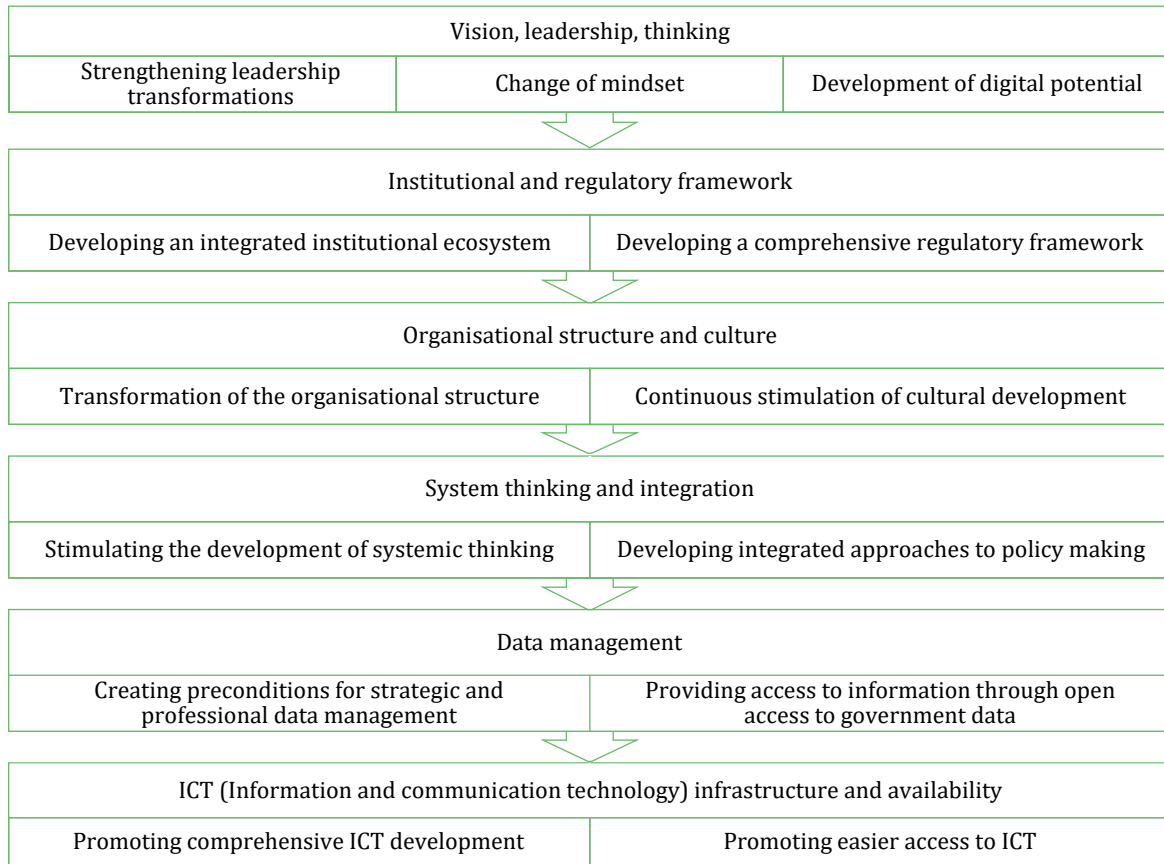 Vision, leadership, thinking
Strengthening leadership
transformations
Change of mindset
Development of digital potential
Institutional and regulatory framework
Developing an integrated institutional ecosystem
Developing a comprehensive regulatory framework
Organisational structure and culture
Transformation of the organisational structure
Continuous stimulation of cultural development
System thinking and integration
Stimulating the development of systemic thinking
Developing integrated approaches to policy making
Data management
Creating preconditions for strategic and
professional data management
Providing access to information through open
access to government data
ICT (Information and communication technology) infrastructure and availability
Promoting comprehensive ICT development
Promoting easier access to ICT